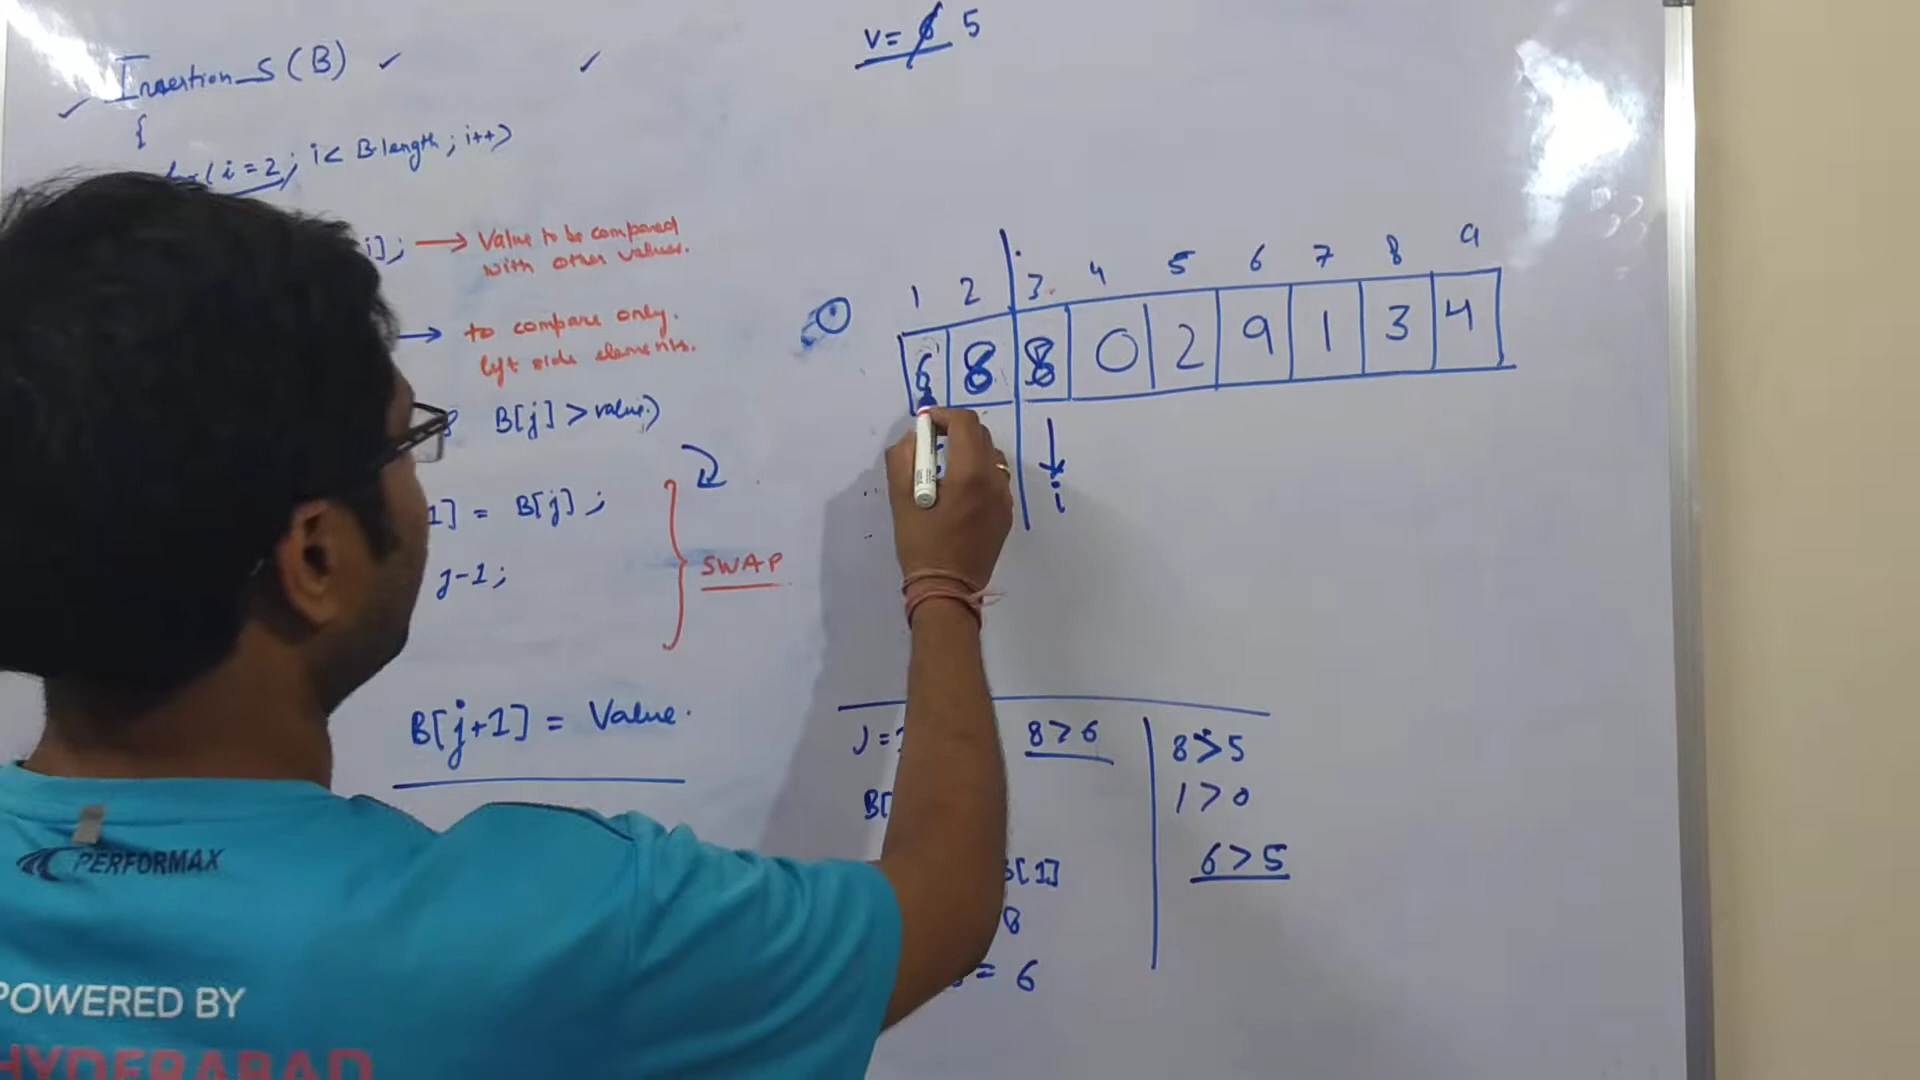 Insertion_S(B)
{
for(i=2; i< B.length; i++)
i];
Value to be compared
with other values.
to compare only.
left side elements.
B[j] > value.)
1] = B[j];
j-1;
SWAP
B[j+1] = Value.
V= 6 5
1 2 3. 4 5 6 7 8 9
6 8 8 0 2 9 1 3 4
i
J =
8>6
B[
B[1]
8
= 6
8>5
1>0
6>5
PERFORMAX
POWERED BY
HYDERABAD